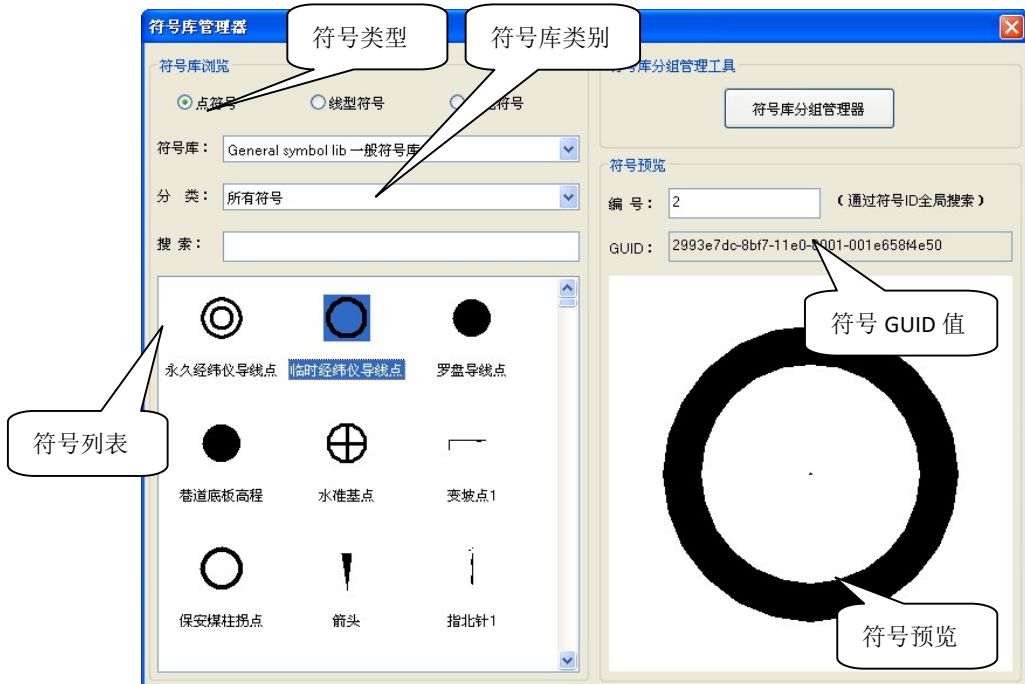 符号库管理器
符号类型
符号库类别
符号库浏览
点符号
线型符号
符号
符号库: General symbol lib 一般符号库
分 类: 所有符号
搜 索:
永久经纬仪导线点
临时经纬仪导线点
罗盘导线点
巷道底板高程
水准基点
变坡点1
保安煤柱拐点
箭头
指北针1
符号列表
符号库分组管理工具
符号库分组管理器
符号预览
编 号: 2 (通过符号ID全局搜索)
GUID: 2993e7dc-8bf7-11e0-001-001e658f4e50
符号 GUID 值
符号预览